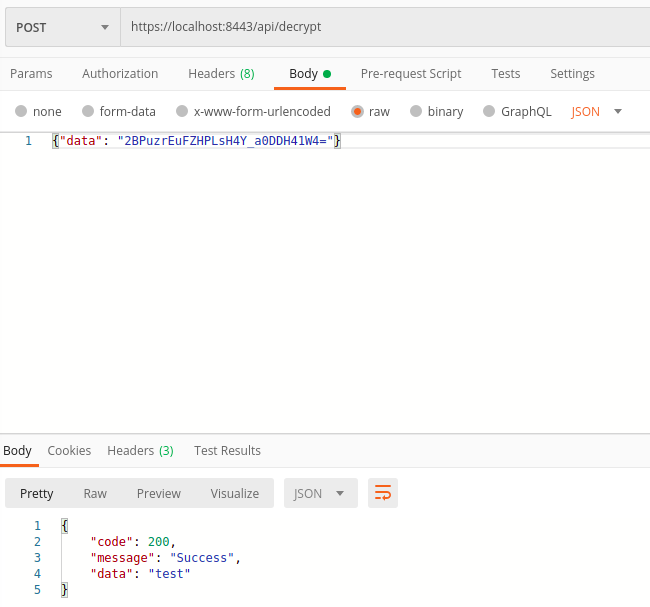 POST https://localhost:8443/api/decrypt
Params Authorization Headers (8) Body Pre-request Script Tests Settings
none form-data x-www-form-urlencoded raw binary GraphQL JSON
1 {"data": "2BPuzrEuFZHPLsH4Y_a0DDH41W4="}
Body Cookies Headers (3) Test Results
Pretty Raw Preview Visualize JSON
1 {
2 "code": 200,
3 "message": "Success",
4 "data": "test"
5 }